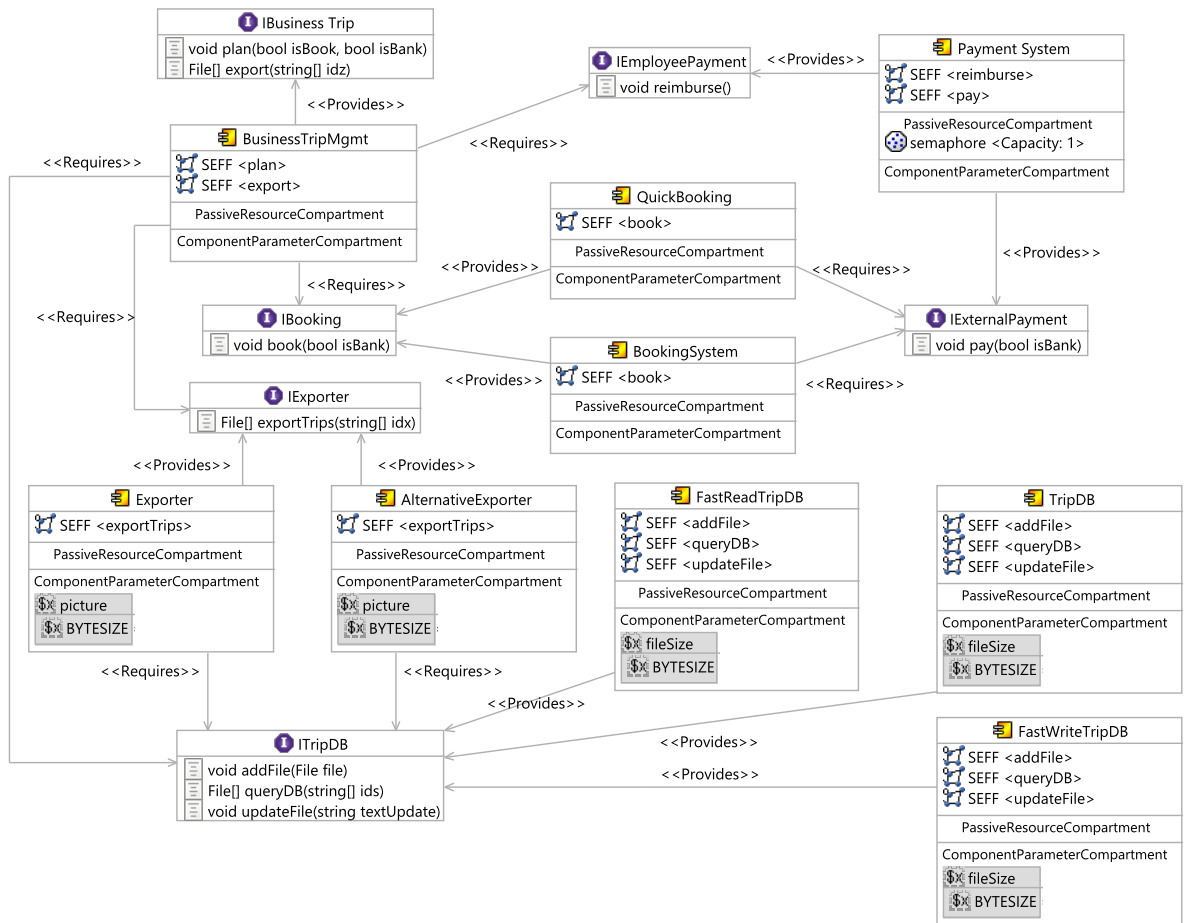 IBusiness Trip
void plan(bool isBook, bool isBank)
File[] export(string[] idz)
<<Provides>>
IEmployeePayment
void reimburse()
<<Provides>>
Payment System
SEFF <reimburse>
SEFF <pay>
PassiveResourceCompartment
semaphore <Capacity: 1>
ComponentParameterCompartment
<<Requires>>
BusinessTripMgmt
SEFF <plan>
SEFF <export>
PassiveResourceCompartment
ComponentParameterCompartment
<<Requires>>
QuickBooking
SEFF <book>
PassiveResourceCompartment
ComponentParameterCompartment
<<Provides>>
<<Provides>>
<<Requires>>
<<Requires>>
<<Requires>>
IBooking
void book(bool isBank)
IExternalPayment
void pay(bool isBank)
BookingSystem
SEFF <book>
PassiveResourceCompartment
ComponentParameterCompartment
<<Provides>>
<<Requires>>
IExporter
File[] exportTrips(string[] idx)
<<Provides>>
<<Provides>>
Exporter
SEFF <exportTrips>
PassiveResourceCompartment
ComponentParameterCompartment
picture
BYTESIZE
AlternativeExporter
SEFF <exportTrips>
PassiveResourceCompartment
ComponentParameterCompartment
picture
BYTESIZE
FastReadTripDB
SEFF <addFile>
SEFF <queryDB>
SEFF <updateFile>
PassiveResourceCompartment
ComponentParameterCompartment
fileSize
BYTESIZE
TripDB
SEFF <addFile>
SEFF <queryDB>
SEFF <updateFile>
PassiveResourceCompartment
ComponentParameterCompartment
fileSize
BYTESIZE
<<Requires>>
<<Requires>>
<<Provides>>
<<Provides>>
<<Provides>>
ITripDB
void addFile(File file)
File[] queryDB(string[] ids)
void updateFile(string textUpdate)
FastWriteTripDB
SEFF <addFile>
SEFF <queryDB>
SEFF <updateFile>
PassiveResourceCompartment
ComponentParameterCompartment
fileSize
BYTESIZE